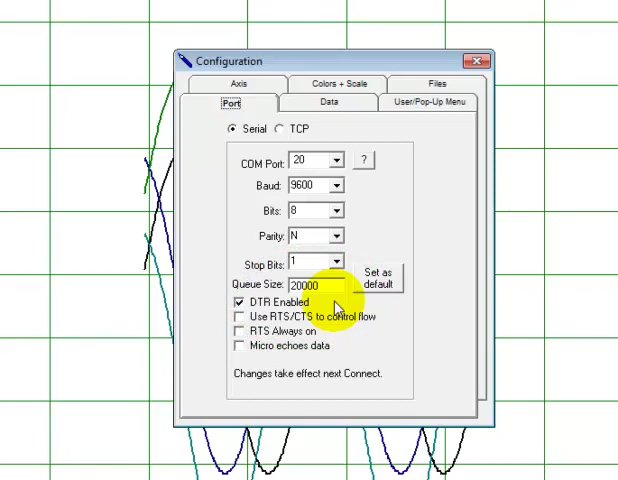 Configuration
Axis
Colors + Scale
Files
Port
Data
User/Pop-Up Menu
Serial
TCP
COM Port: 20 ?
Baud: 9600
Bits: 8
Parity: N
Stop Bits: 1
Queue Size: 20000
Set as
default
DTR Enabled
Use RTS/CTS to control flow
RTS Always on
Micro echoes data
Changes take effect next Connect.